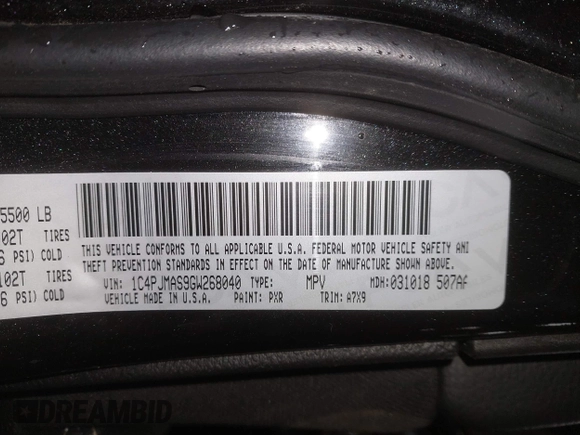 5500 LB
02T TIRES
6 PSI) COLD
102T TIRES
6 PSI) COLD
THIS VEHICLE CONFORMS TO ALL APPLICABLE U.S.A. FEDERAL MOTOR VEHICLE SAFETY AND
THEFT PREVENTION STANDARDS IN EFFECT ON THE DATE OF MANUFACTURE SHOWN ABOVE.
VIN: 1C4PJMAS9GW268040 TYPE: MPV MDH: 031018 507AF
VEHICLE MADE IN U.S.A. PAINT: PXR TRIM: A7X9
DREAMBID